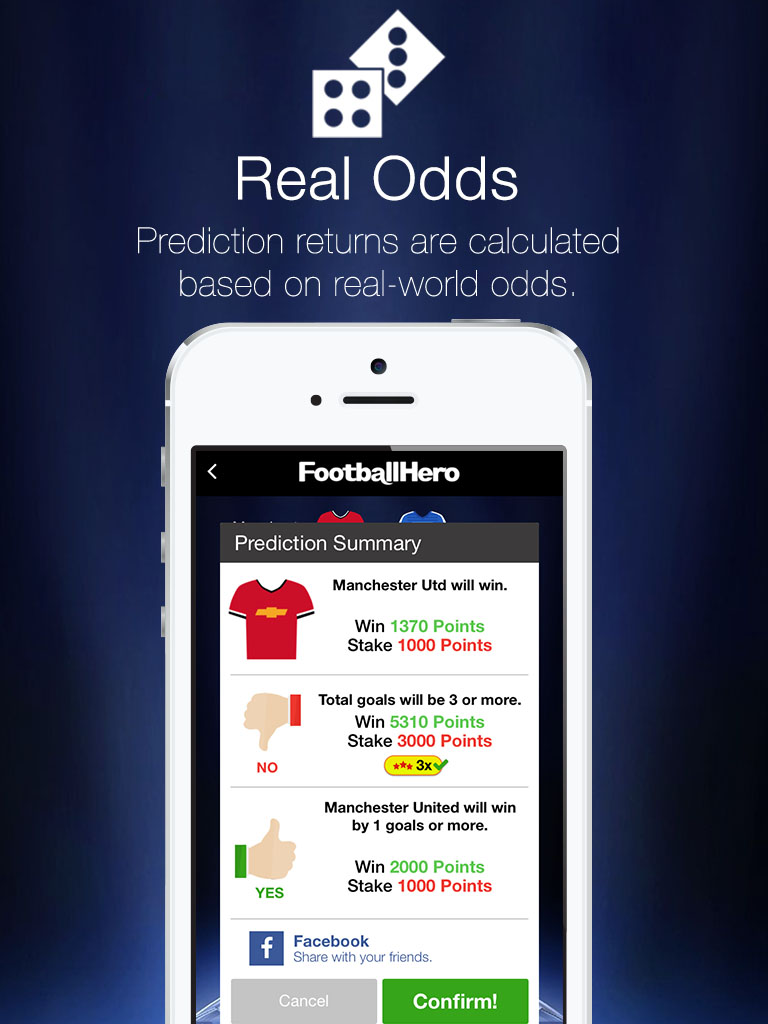 Real Odds
Prediction returns are calculated
based on real-world odds.
FootballHero
Prediction Summary
Manchester Utd will win.
Win 1370 Points
Stake 1000 Points
Total goals will be 3 or more.
Win 5310 Points
Stake 3000 Points
3x
NO
Manchester United will win
by 1 goals or more.
Win 2000 Points
Stake 1000 Points
YES
f
Facebook
Share with your friends.
Cancel
Confirm!